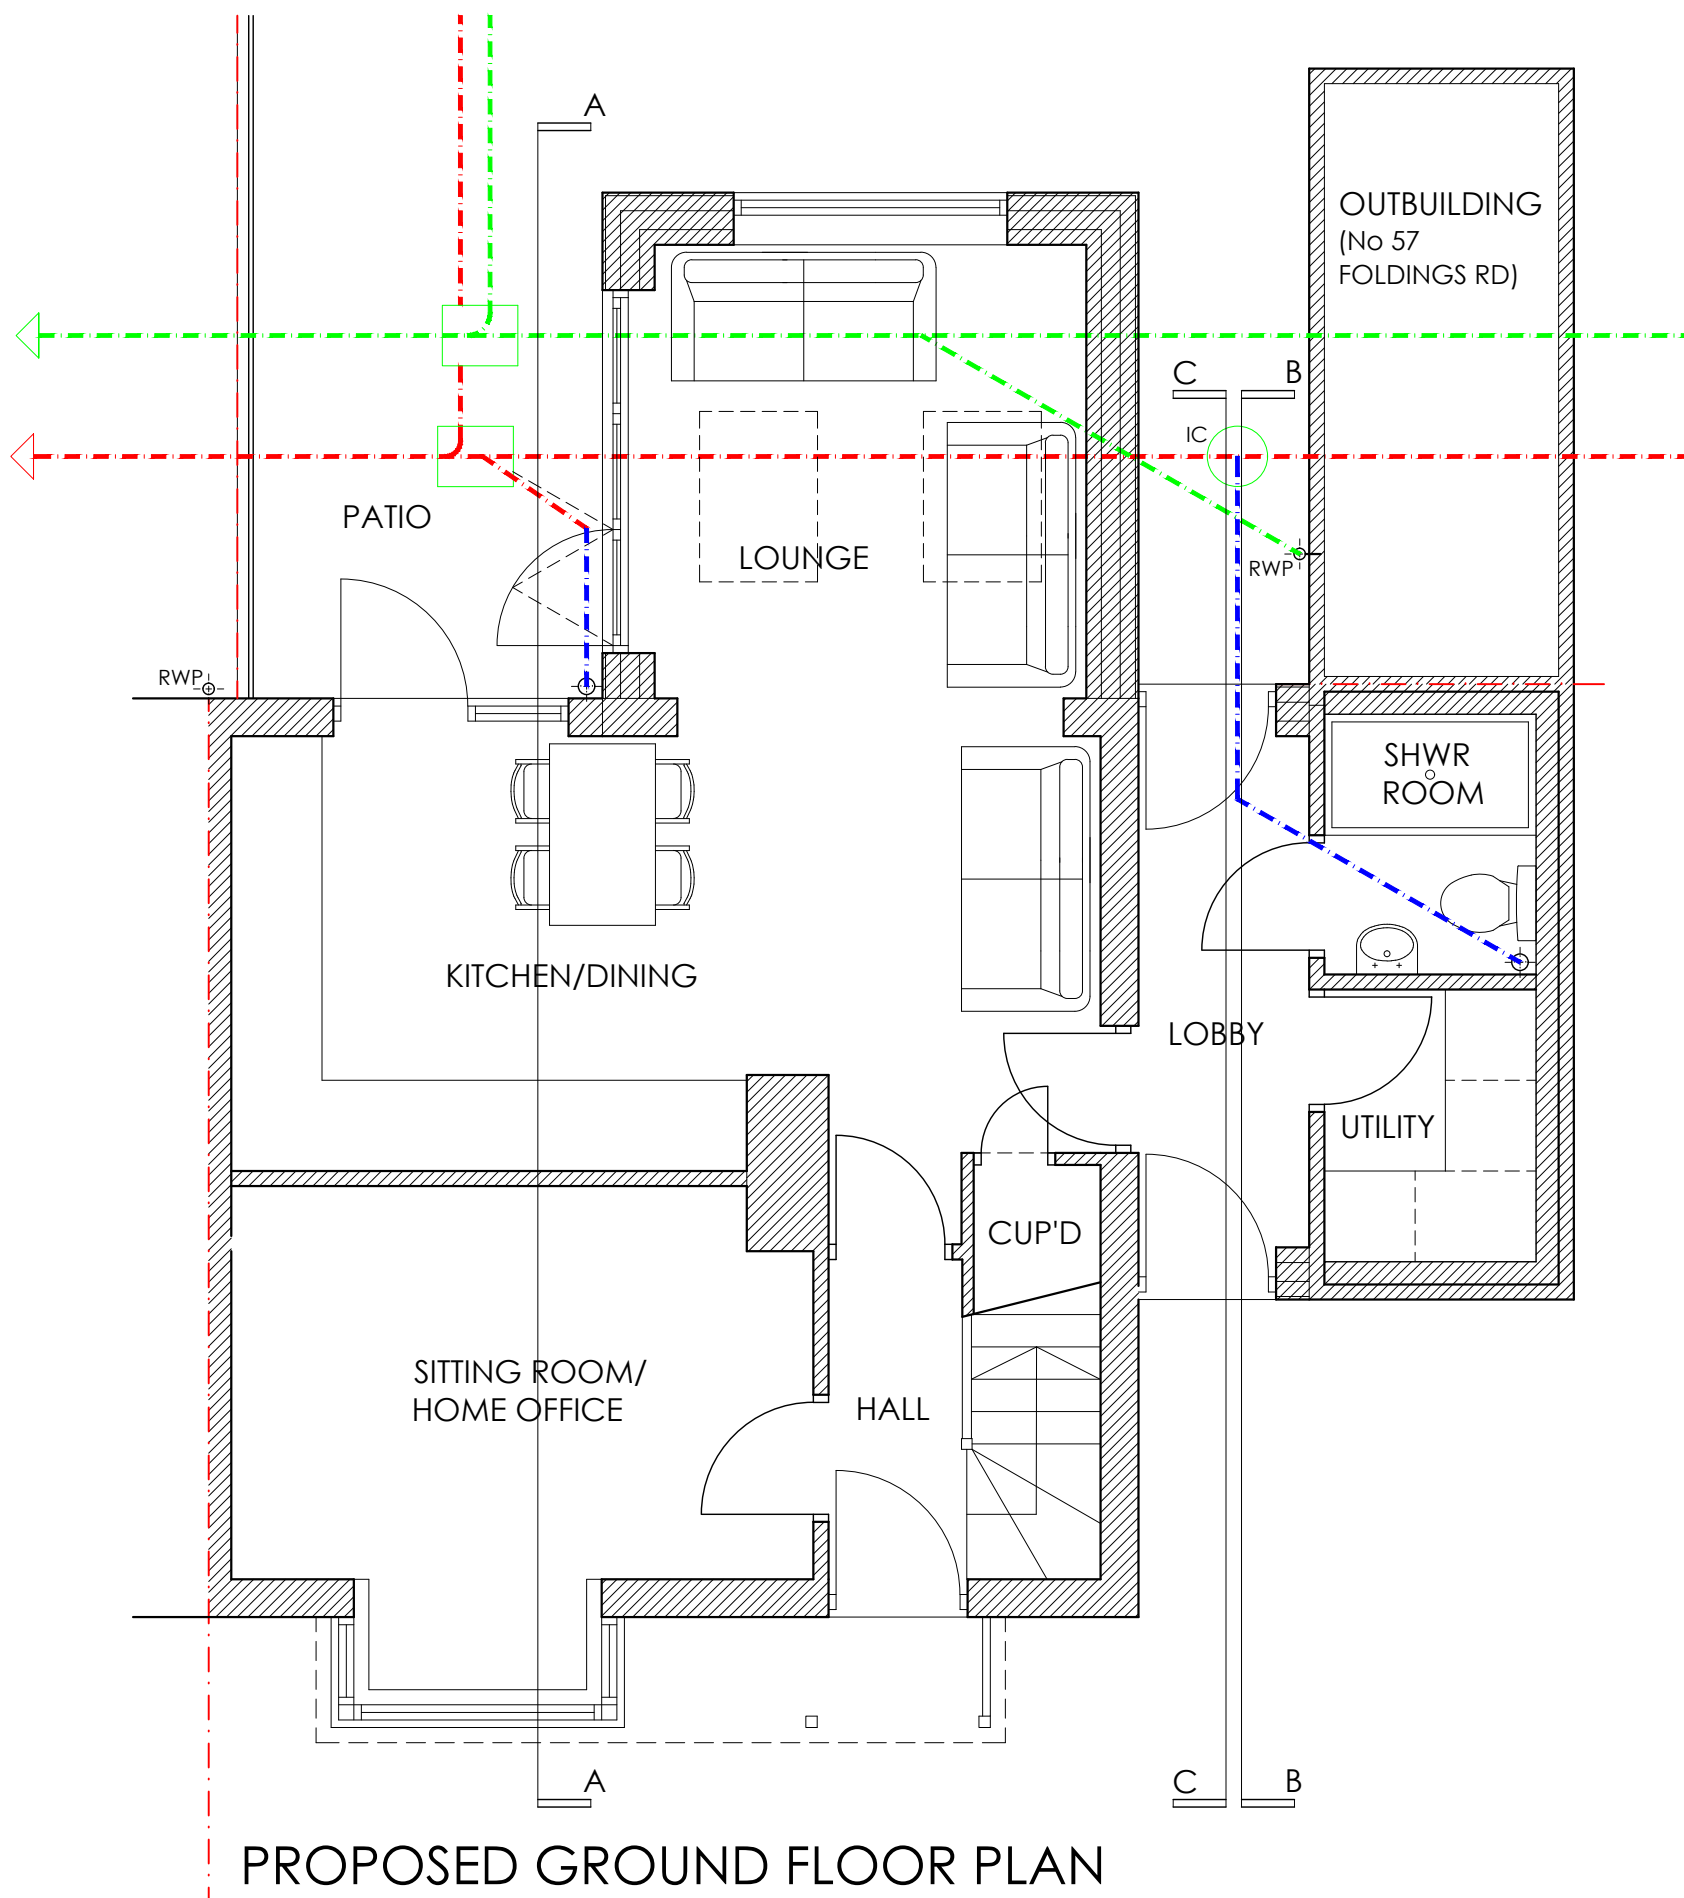 A
OUTBUILDING
(No 57
FOLDINGS RD)
C
B
IC
PATIO
LOUNGE
RWP
RWP
SHWR
ROOM
KITCHEN/DINING
LOBBY
UTILITY
CUP'D
SITTING ROOM/
HOME OFFICE
HALL
A
C
B
PROPOSED GROUND FLOOR PLAN